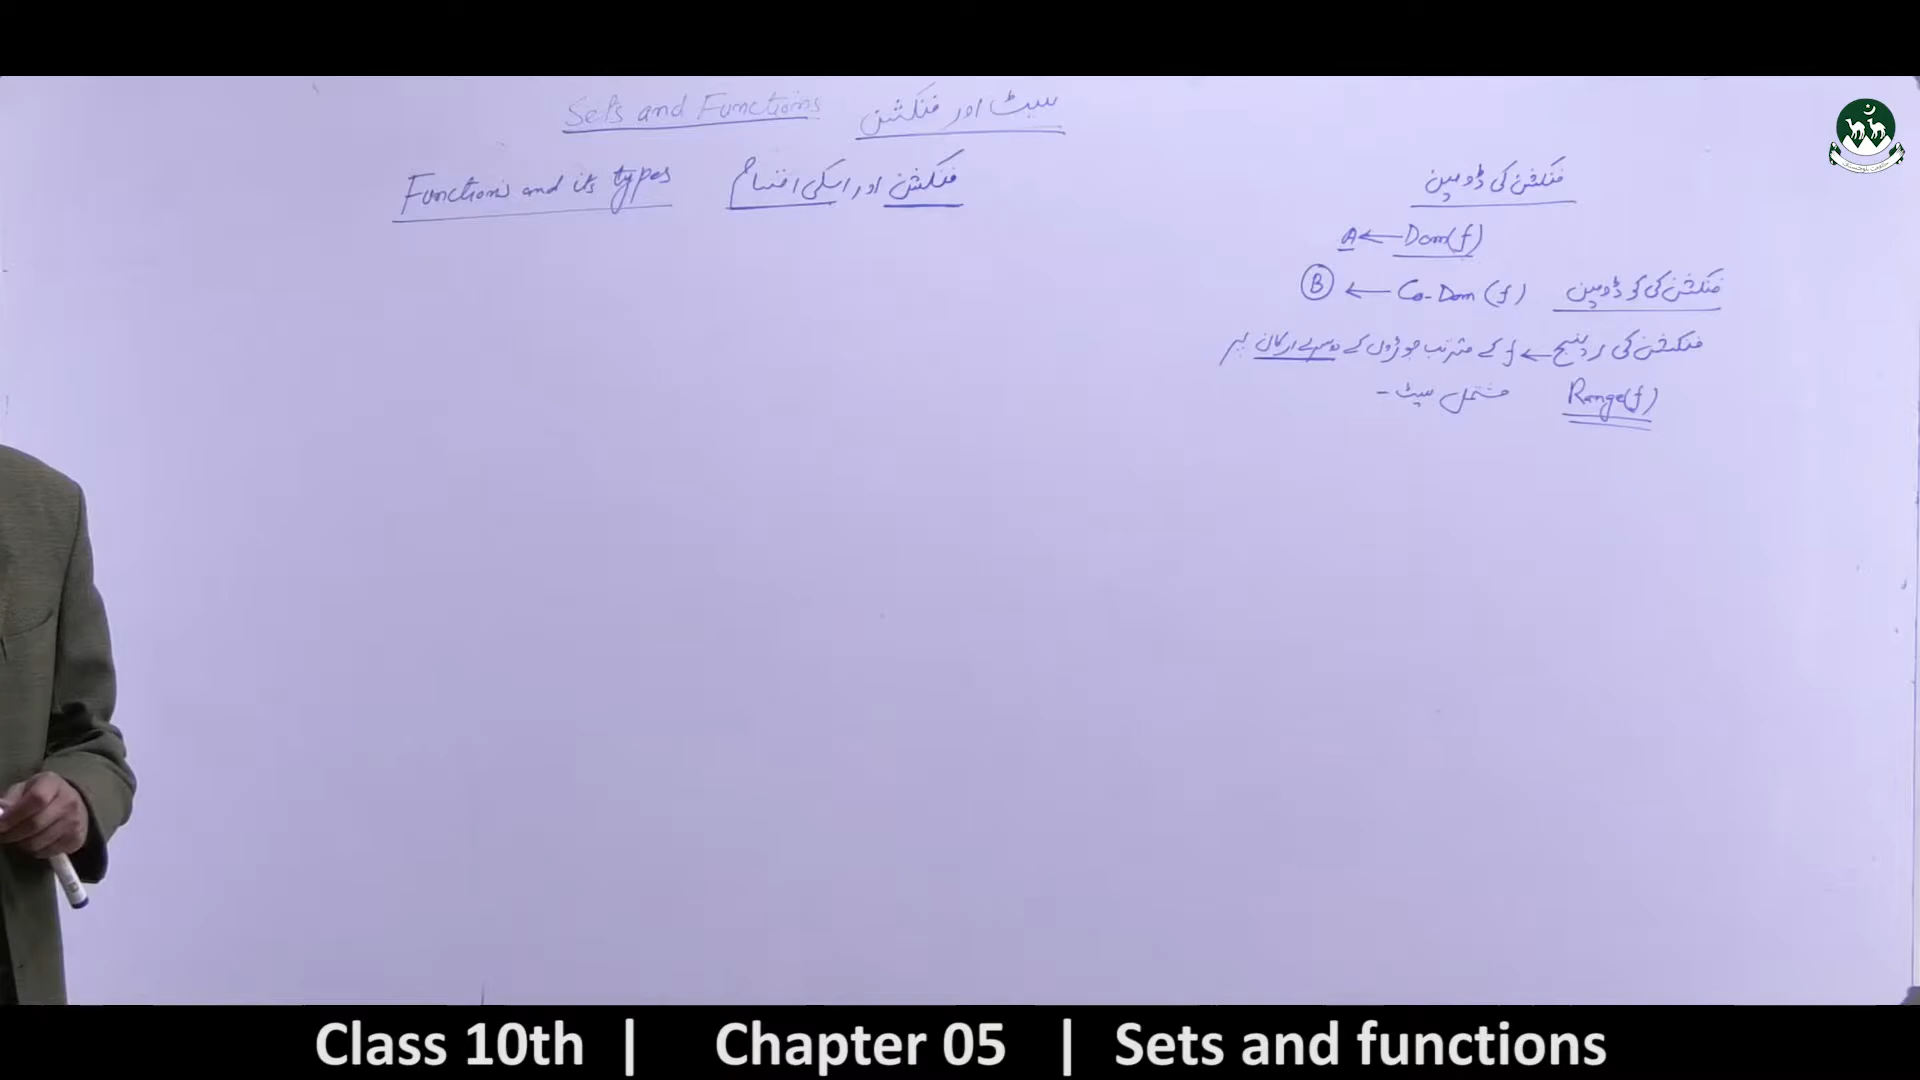 Sets and Functions سیٹ اور فنکشن
Functions and its types فنکشن اور اسکی اقسام
فنکشن کی ڈومین
A ← Dom(f)
فنکشن کی کو ڈومین Co-Dom (f) → B
فنکشن کی رینج ← f کے مترتب جوڑوں کے دوسرے ارکان پر
مشتمل سیٹ -
Range(f)
Class 10th | Chapter 05 | Sets and functions